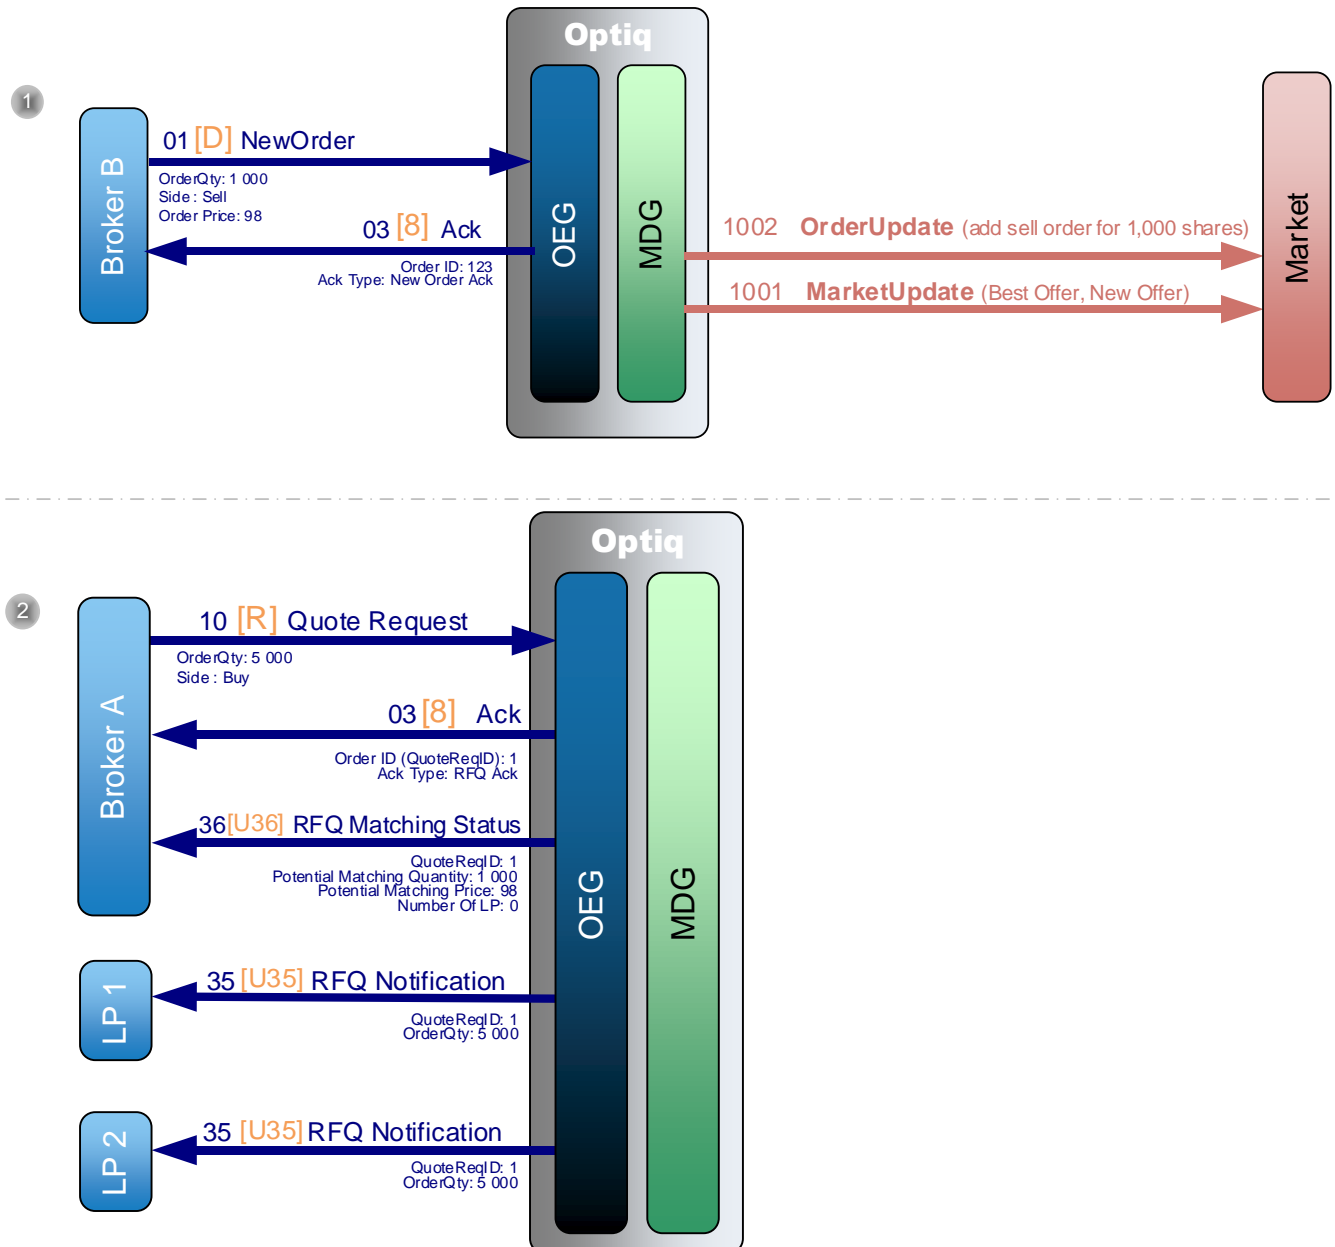 Optiq
1
01 [D] NewOrder
OrderQty: 1 000
Side : Sell
Order Price: 98
03 [8] Ack
Order ID: 123
Ack Type: New Order Ack
Broker B
OEG
MDG
1002 OrderUpdate (add sell order for 1,000 shares)
1001 MarketUpdate (Best Offer, New Offer)
Market
Optiq
2
10 [R] Quote Request
OrderQty: 5 000
Side : Buy
03 [8] Ack
Order ID (QuoteReqID): 1
Ack Type: RFQ Ack
Broker A
36 [U36] RFQ Matching Status
QuoteReqID: 1
Potential Matching Quantity: 1 000
Potential Matching Price: 98
Number Of LP: 0
OEG
MDG
35 [U35] RFQ Notification
QuoteReqID: 1
OrderQty: 5 000
LP 1
35 [U35] RFQ Notification
QuoteReqID: 1
OrderQty: 5 000
LP 2